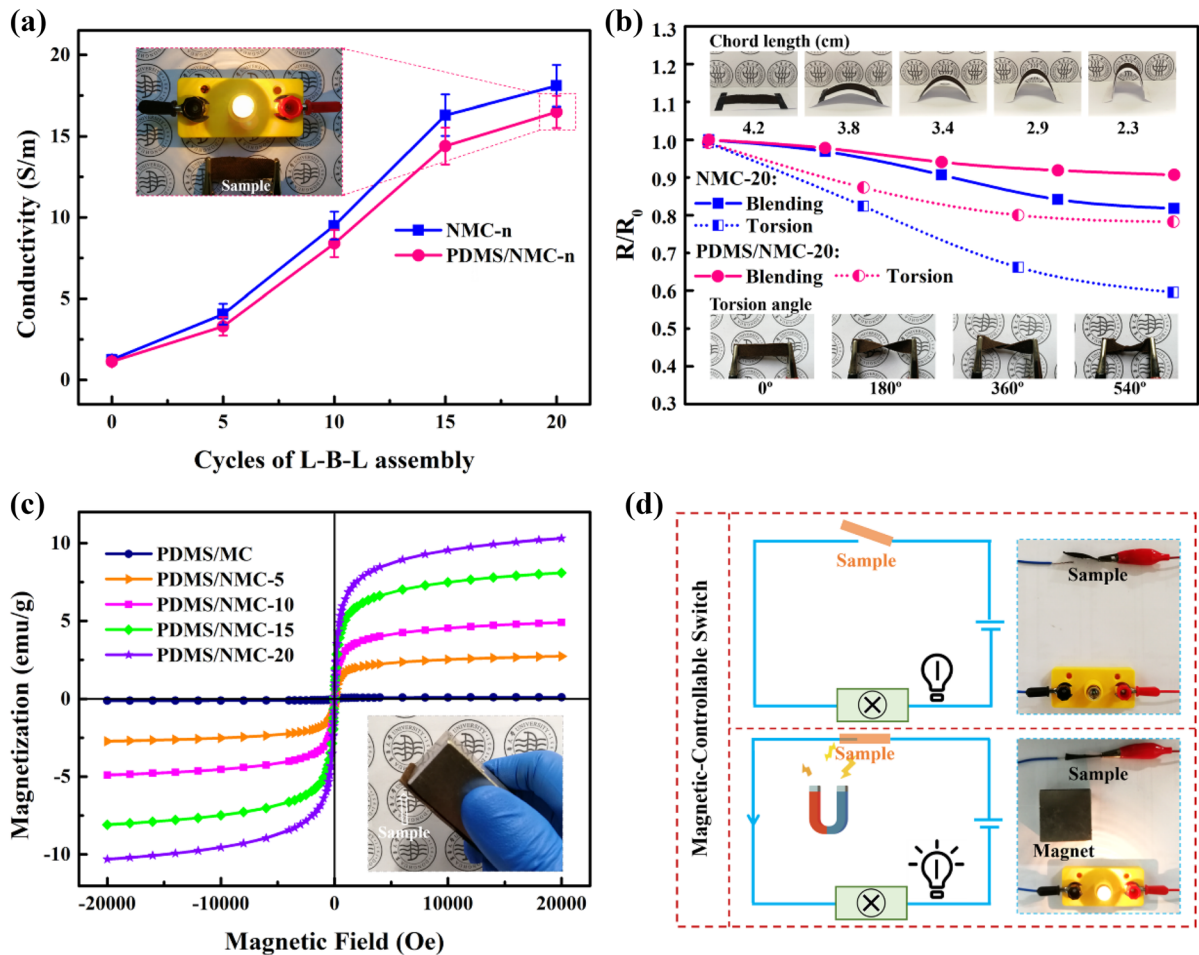 (a)
20
15
10
5
0
Conductivity (S/m)
Sample
NMC-n
PDMS/NMC-n
0 5 10 15 20
Cycles of L-B-L assembly
(b)
1.3
1.2
1.1
1.0
0.9
0.8
0.7
0.6
0.5
0.4
0.3
R/R0
Chord length (cm)
4.2 3.8 3.4 2.9 2.3
NMC-20:
Blending
Torsion
PDMS/NMC-20:
Blending Torsion
Torsion angle
0° 180° 360° 540°
(c)
10
5
0
-5
-10
Magnetization (emu/g)
PDMS/MC
PDMS/NMC-5
PDMS/NMC-10
PDMS/NMC-15
PDMS/NMC-20
Sample
-20000 -10000 0 10000 20000
Magnetic Field (Oe)
(d)
Magnetic-Controllable Switch
Sample
Sample
Sample
Sample
Magnet